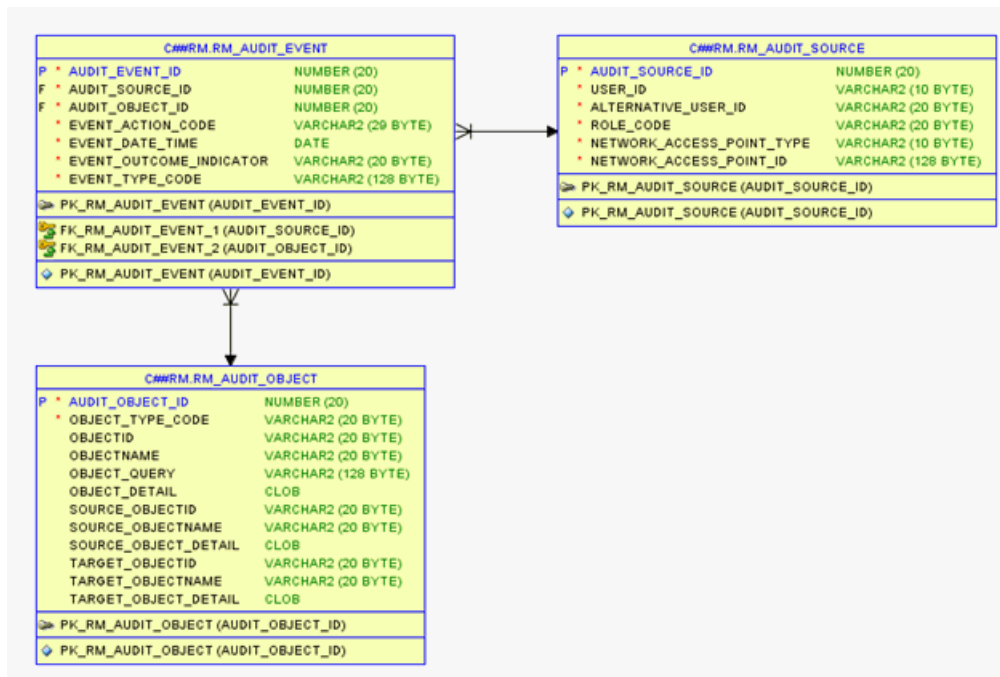 C##RM.RM_AUDIT_EVENT
P * AUDIT_EVENT_ID NUMBER (20)
F * AUDIT_SOURCE_ID NUMBER (20)
F * AUDIT_OBJECT_ID NUMBER (20)
* EVENT_ACTION_CODE VARCHAR2 (29 BYTE)
* EVENT_DATE_TIME DATE
* EVENT_OUTCOME_INDICATOR VARCHAR2 (20 BYTE)
* EVENT_TYPE_CODE VARCHAR2 (128 BYTE)
PK_RM_AUDIT_EVENT (AUDIT_EVENT_ID)
FK_RM_AUDIT_EVENT_1 (AUDIT_SOURCE_ID)
FK_RM_AUDIT_EVENT_2 (AUDIT_OBJECT_ID)
PK_RM_AUDIT_EVENT (AUDIT_EVENT_ID)
C##RM.RM_AUDIT_SOURCE
P * AUDIT_SOURCE_ID NUMBER (20)
* USER_ID VARCHAR2 (10 BYTE)
* ALTERNATIVE_USER_ID VARCHAR2 (20 BYTE)
* ROLE_CODE VARCHAR2 (20 BYTE)
* NETWORK_ACCESS_POINT_TYPE VARCHAR2 (10 BYTE)
* NETWORK_ACCESS_POINT_ID VARCHAR2 (128 BYTE)
PK_RM_AUDIT_SOURCE (AUDIT_SOURCE_ID)
PK_RM_AUDIT_SOURCE (AUDIT_SOURCE_ID)
C##RM.RM_AUDIT_OBJECT
P * AUDIT_OBJECT_ID NUMBER (20)
* OBJECT_TYPE_CODE VARCHAR2 (20 BYTE)
OBJECTID VARCHAR2 (20 BYTE)
OBJECTNAME VARCHAR2 (20 BYTE)
OBJECT_QUERY VARCHAR2 (128 BYTE)
OBJECT_DETAIL CLOB
SOURCE_OBJECTID VARCHAR2 (20 BYTE)
SOURCE_OBJECTNAME VARCHAR2 (20 BYTE)
SOURCE_OBJECT_DETAIL CLOB
TARGET_OBJECTID VARCHAR2 (20 BYTE)
TARGET_OBJECTNAME VARCHAR2 (20 BYTE)
TARGET_OBJECT_DETAIL CLOB
PK_RM_AUDIT_OBJECT (AUDIT_OBJECT_ID)
PK_RM_AUDIT_OBJECT (AUDIT_OBJECT_ID)